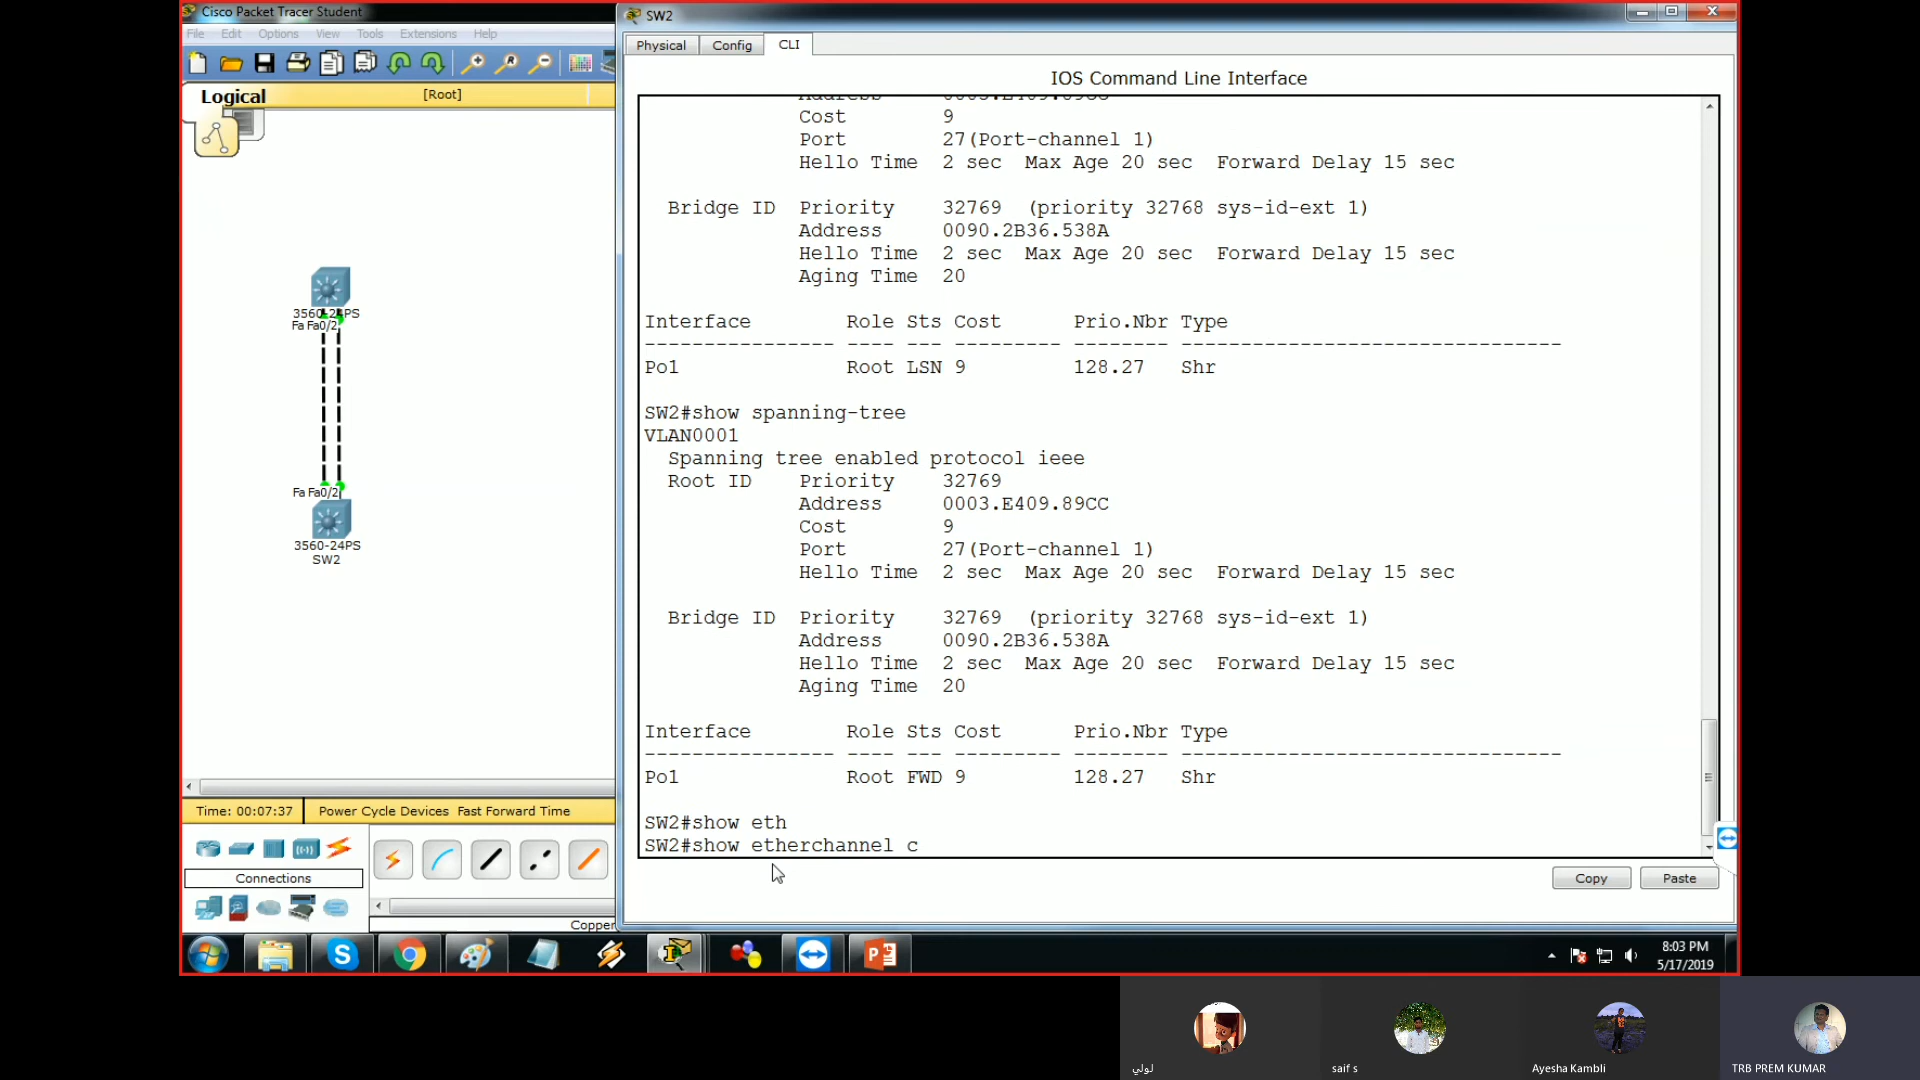 Cisco Packet Tracer Student
File Edit Options View Tools Extensions Help
Logical
[Root]
3560-24PS
Fa Fa0/2
Fa Fa0/2
3560-24PS
SW2
Time: 00:07:37
Power Cycle Devices Fast Forward Time
Connections
Copper
SW2
Physical Config CLI
IOS Command Line Interface
Address 0003.E409.89CC
Cost 9
Port 27(Port-channel 1)
Hello Time 2 sec Max Age 20 sec Forward Delay 15 sec
Bridge ID Priority 32769 (priority 32768 sys-id-ext 1)
Address 0090.2B36.538A
Hello Time 2 sec Max Age 20 sec Forward Delay 15 sec
Aging Time 20
Interface Role Sts Cost Prio.Nbr Type
---------------- ---- --- --------- -------- --------------------------------
Po1 Root LSN 9 128.27 Shr
SW2#show spanning-tree
VLAN0001
Spanning tree enabled protocol ieee
Root ID Priority 32769
Address 0003.E409.89CC
Cost 9
Port 27(Port-channel 1)
Hello Time 2 sec Max Age 20 sec Forward Delay 15 sec
Bridge ID Priority 32769 (priority 32768 sys-id-ext 1)
Address 0090.2B36.538A
Hello Time 2 sec Max Age 20 sec Forward Delay 15 sec
Aging Time 20
Interface Role Sts Cost Prio.Nbr Type
---------------- ---- --- --------- -------- --------------------------------
Po1 Root FWD 9 128.27 Shr
SW2#show eth
SW2#show etherchannel c
Copy Paste
8:03 PM
5/17/2019
لولي
saif s
Ayesha Kambli
TRB PREM KUMAR